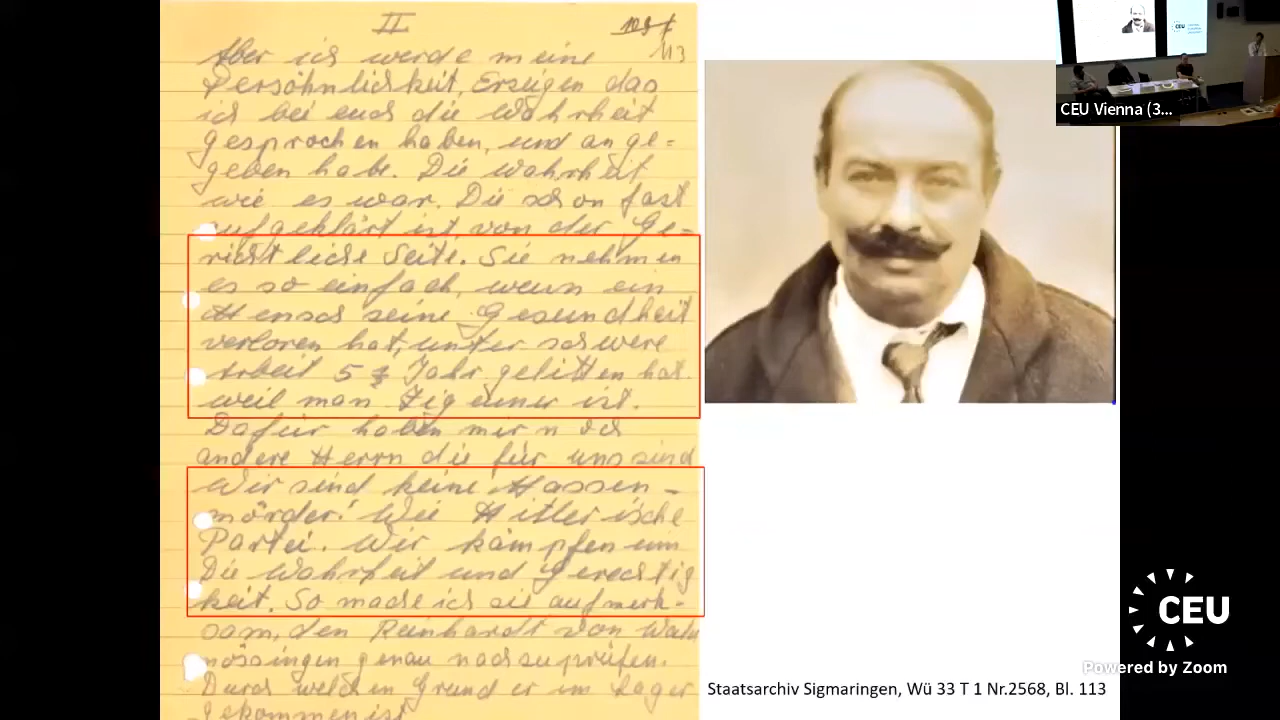 II
113
Aber ich werde meine
Persöhnlichkeit, Erzeigen das
ich bei euch die Wahrheit
gesprochen haben, und ange=
geben habe. Die wahrheit
wie es war. Die schon fast
aufgeklärt ist, von der Ge=
richtliche Seite. Sie nehmen
es so einfach, wenn ein
Mensch seine Gesundheit
verloren hat, unter schwere
Arbeit 5 Jahr gelitten hat.
weil man Zigeuner ist.
Dafür haben mir noch
andere Herrn die für uns sind
Wir sind keine Massen-
mörder! Wie Hitlerische
Partei. Wir kämpfen um
Die Wahrheit und Gerechtig
keit. So mache ich sie aufmerk-
sam, den Reinhardt von
genau nachzuprüfen.
Durch welchen Grund er im Lager
gekommen ist
CEU Vienna (3...
CEU
Powered by Zoom
Staatsarchiv Sigmaringen, Wü 33 T 1 Nr.2568, Bl. 113